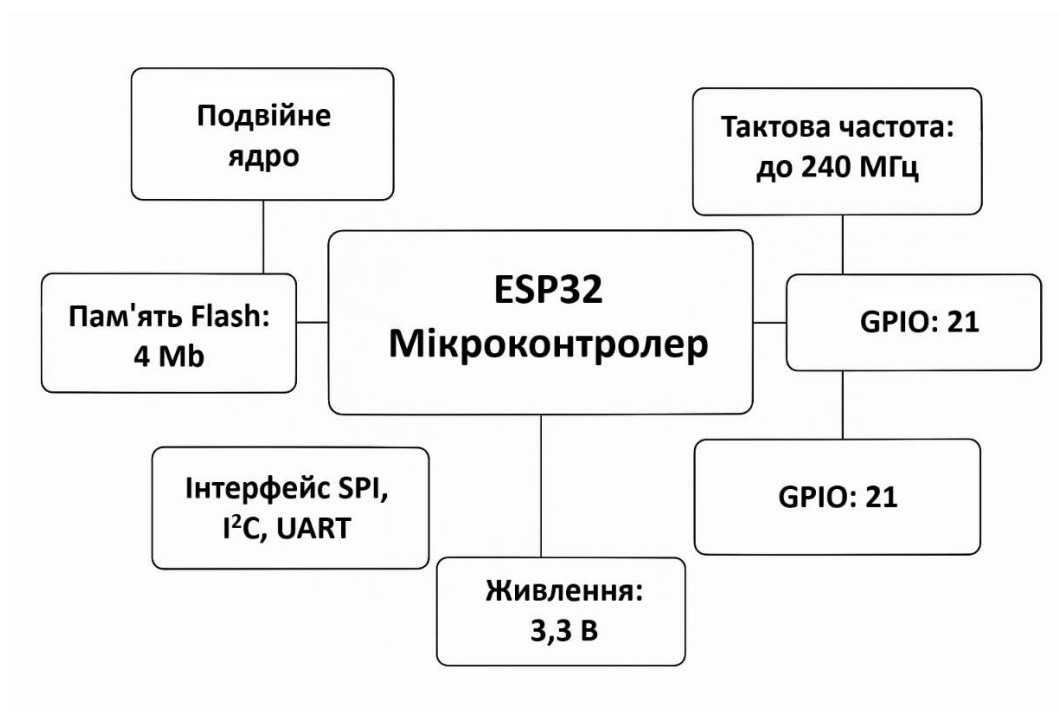 Подвійне
ядро
Тактова частота:
до 240 МГц
ESP32
Мікроконтролер
Пам'ять Flash:
4 Mb
GPIO: 21
Інтерфейс SPI,
I²C, UART
GPIO: 21
Живлення:
3,3 В